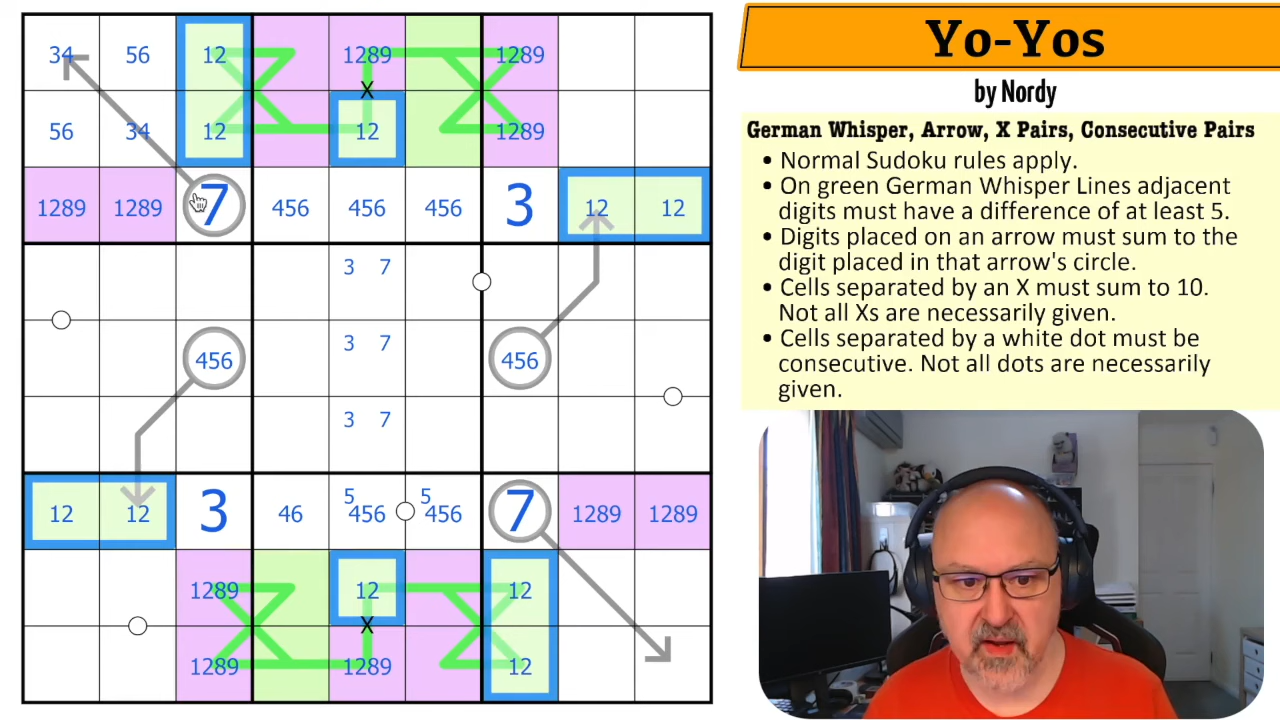 Yo-Yos
by Nordy
German Whisper, Arrow, X Pairs, Consecutive Pairs
• Normal Sudoku rules apply.
• On green German Whisper Lines adjacent
digits must have a difference of at least 5.
• Digits placed on an arrow must sum to the
digit placed in that arrow's circle.
• Cells separated by an X must sum to 10.
Not all Xs are necessarily given.
• Cells separated by a white dot must be
consecutive. Not all dots are necessarily
given.
34 56 12 1289 1289
X
56 34 12 12 1289
1289 1289 7 456 456 456 3 12 12
3 7
456 3 7 456
3 7
12 12 3 46 5 456 5 456 7 1289 1289
1289 12 12
X
1289 1289 12